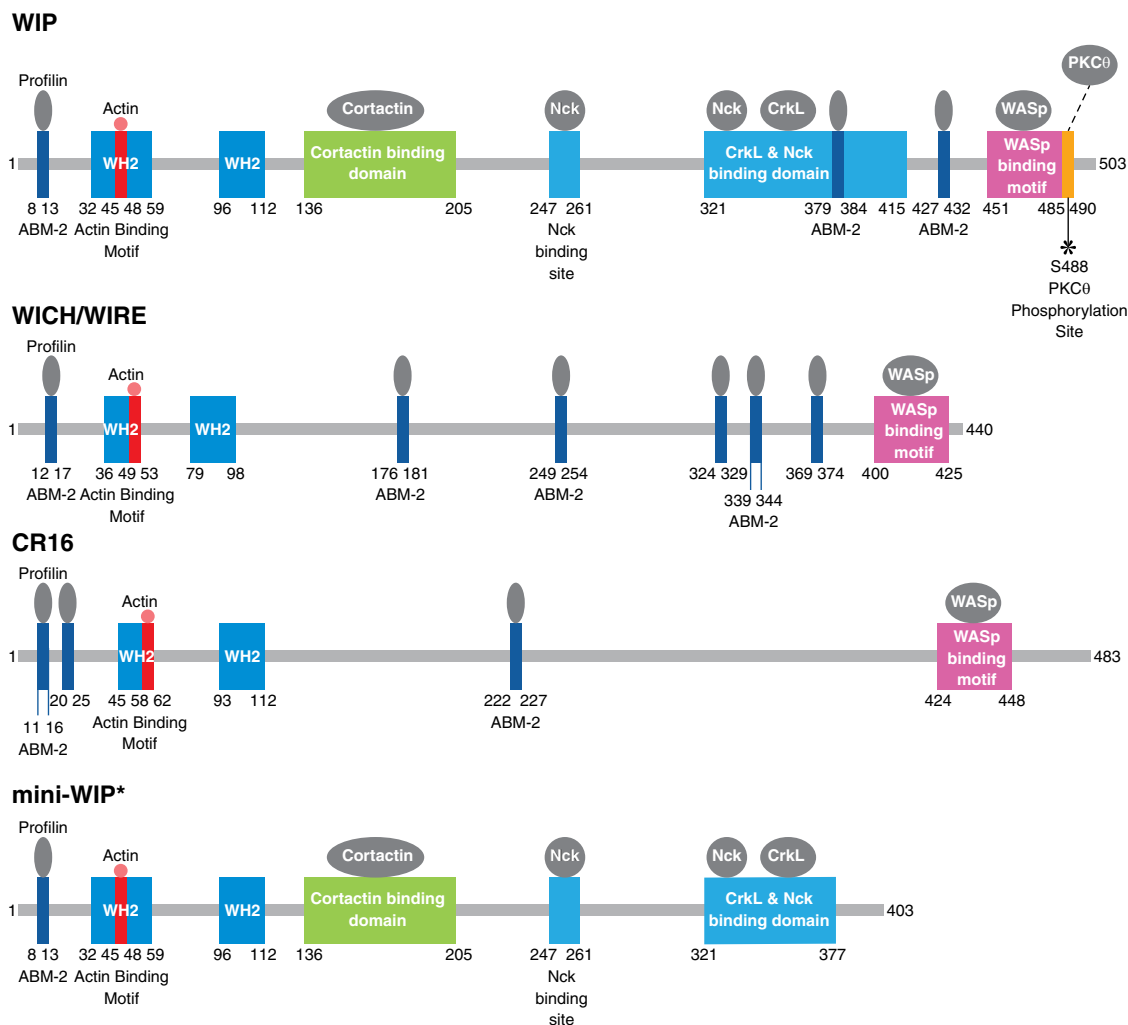 WIP
PKCθ
Profilin
Actin
Cortactin
Nck
Nck
CrkL
WASp
1
WH2
WH2
Cortactin binding
domain
CrkL & Nck
binding domain
WASp
binding
motif
503
8 13
32 45 48 59
96 112
136 205
247 261
321 379 384 415
427 432
451 485 490
ABM-2
Actin Binding
Motif
Nck
binding
site
ABM-2
ABM-2
*
S488
PKCθ
Phosphorylation
Site
WICH/WIRE
Profilin
Actin
WASp
1
WH2
WH2
WASp
binding
motif
440
12 17
36 49 53
79 98
176 181
249 254
324 329
369 374
400 425
339 344
ABM-2
Actin Binding
Motif
ABM-2
ABM-2
ABM-2
CR16
Profilin
Actin
WASp
1
WH2
WH2
WASp
binding
motif
483
20 25
45 58 62
93 112
222 227
424 448
11 16
ABM-2
Actin Binding
Motif
ABM-2
mini-WIP*
Profilin
Actin
Cortactin
Nck
Nck
CrkL
1
WH2
WH2
Cortactin binding
domain
CrkL & Nck
binding domain
403
8 13
32 45 48 59
96 112
136 205
247 261
321 377
ABM-2
Actin Binding
Motif
Nck
binding
site